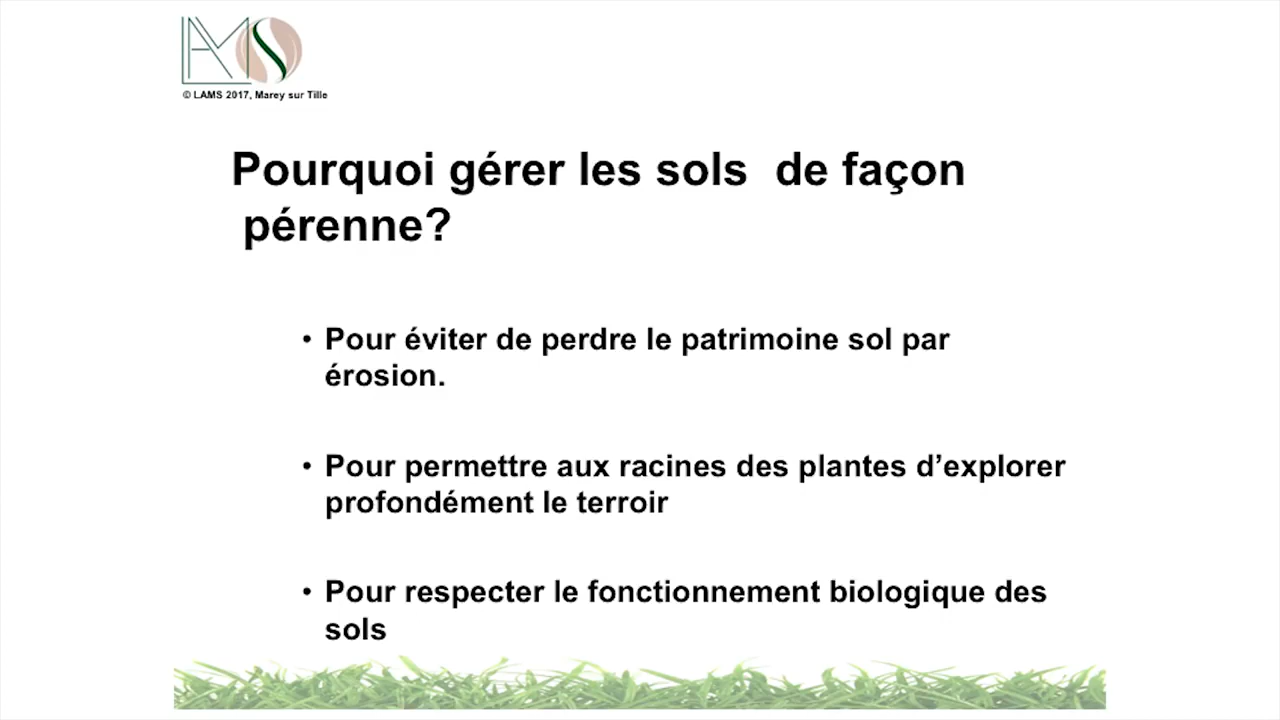 LAMS
© LAMS 2017, Marey sur Tille
Pourquoi gérer les sols  de façon
pérenne?
• Pour éviter de perdre le patrimoine sol par
érosion.
• Pour permettre aux racines des plantes d’explorer
profondément le terroir
• Pour respecter le fonctionnement biologique des
sols